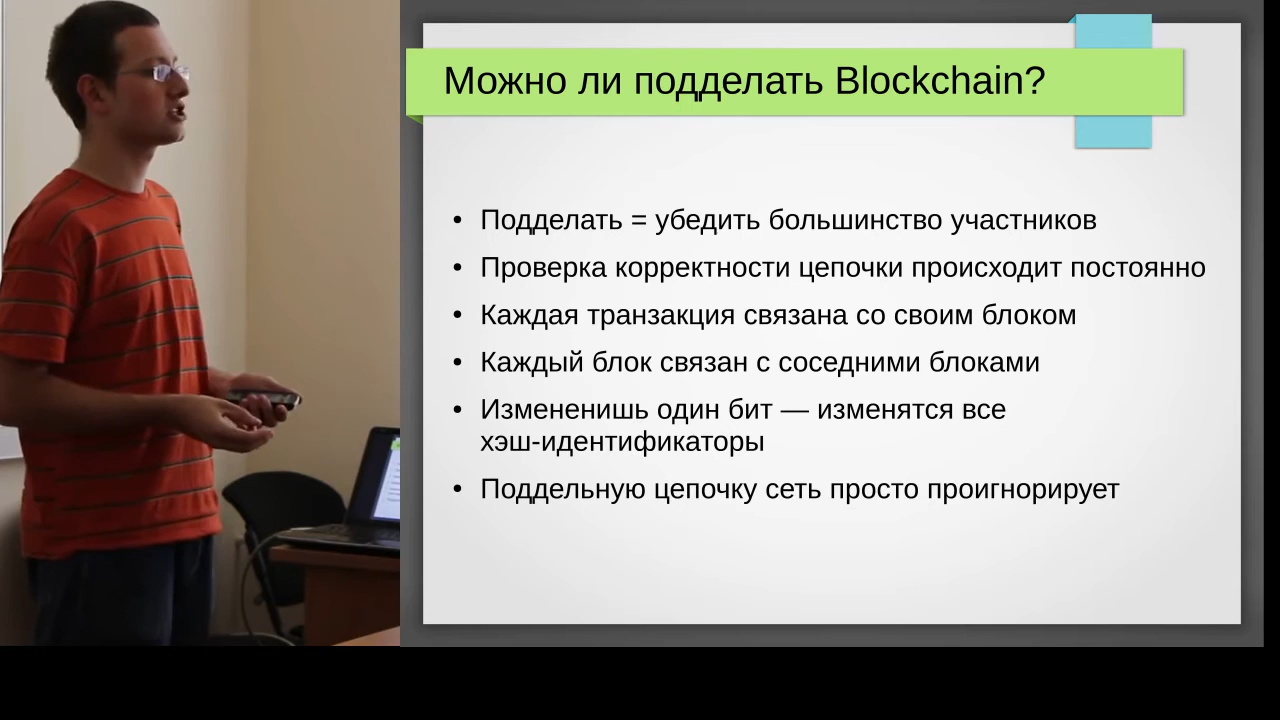 Можно ли подделать Blockchain?
• Подделать = убедить большинство участников
• Проверка корректности цепочки происходит постоянно
• Каждая транзакция связана со своим блоком
• Каждый блок связан с соседними блоками
• Измененишь один бит — изменятся все
хэш-идентификаторы
• Поддельную цепочку сеть просто проигнорирует